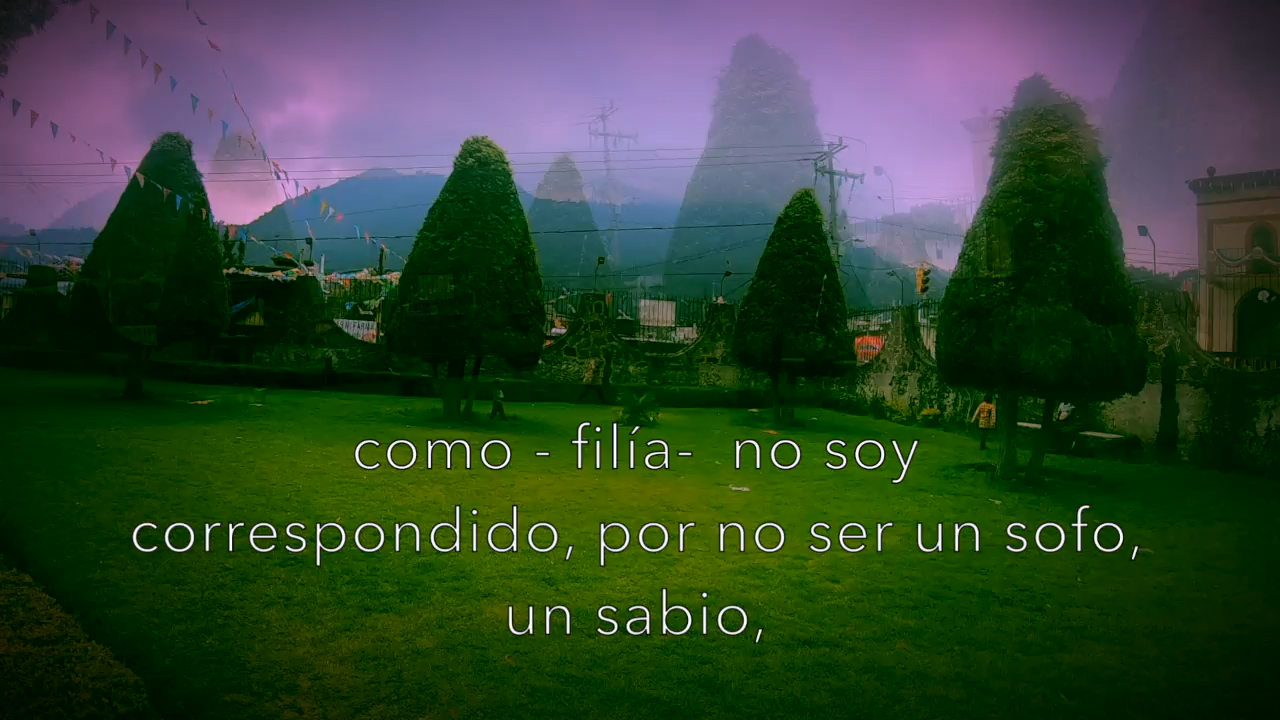 como - filía-  no soy
correspondido, por no ser un sofo,
un sabio,